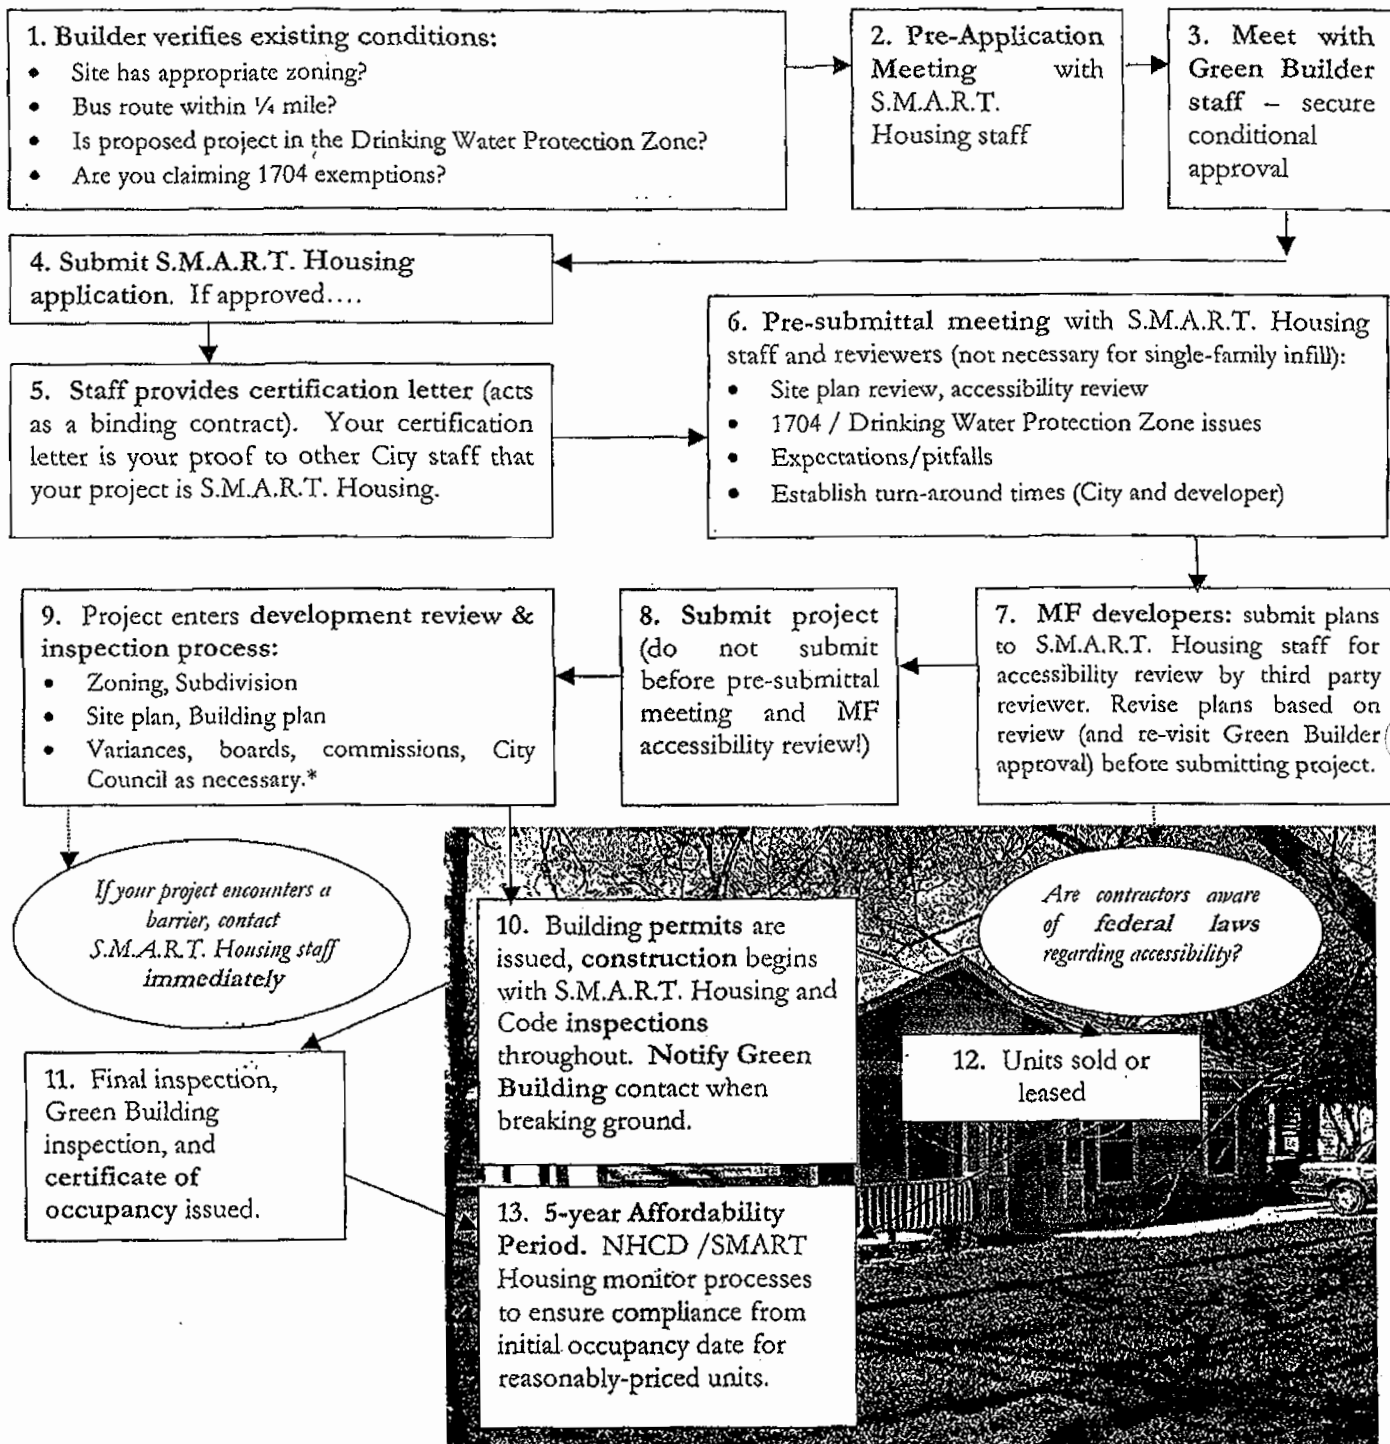 1. Builder verifies existing conditions:
• Site has appropriate zoning?
• Bus route within ¼ mile?
• Is proposed project in the Drinking Water Protection Zone?
• Are you claiming 1704 exemptions?
2. Pre-Application
Meeting with
S.M.A.R.T.
Housing staff
3. Meet with
Green Builder
staff – secure
conditional
approval
4. Submit S.M.A.R.T. Housing
application. If approved….
5. Staff provides certification letter (acts
as a binding contract). Your certification
letter is your proof to other City staff that
your project is S.M.A.R.T. Housing.
6. Pre-submittal meeting with S.M.A.R.T. Housing
staff and reviewers (not necessary for single-family infill):
• Site plan review, accessibility review
• 1704 / Drinking Water Protection Zone issues
• Expectations/pitfalls
• Establish turn-around times (City and developer)
7. MF developers: submit plans
to S.M.A.R.T. Housing staff for
accessibility review by third party
reviewer. Revise plans based on
review (and re-visit Green Builder
approval) before submitting project.
8. Submit project
(do not submit
before pre-submittal
meeting and MF
accessibility review!)
9. Project enters development review &
inspection process:
• Zoning, Subdivision
• Site plan, Building plan
• Variances, boards, commissions, City
Council as necessary.*
If your project encounters a
barrier, contact
S.M.A.R.T. Housing staff
immediately
Are contractors aware
of federal laws
regarding accessibility?
10. Building permits are
issued, construction begins
with S.M.A.R.T. Housing and
Code inspections
throughout. Notify Green
Building contact when
breaking ground.
11. Final inspection,
Green Building
inspection, and
certificate of
occupancy issued.
12. Units sold or
leased
13. 5-year Affordability
Period. NHCD /SMART
Housing monitor processes
to ensure compliance from
initial occupancy date for
reasonably-priced units.